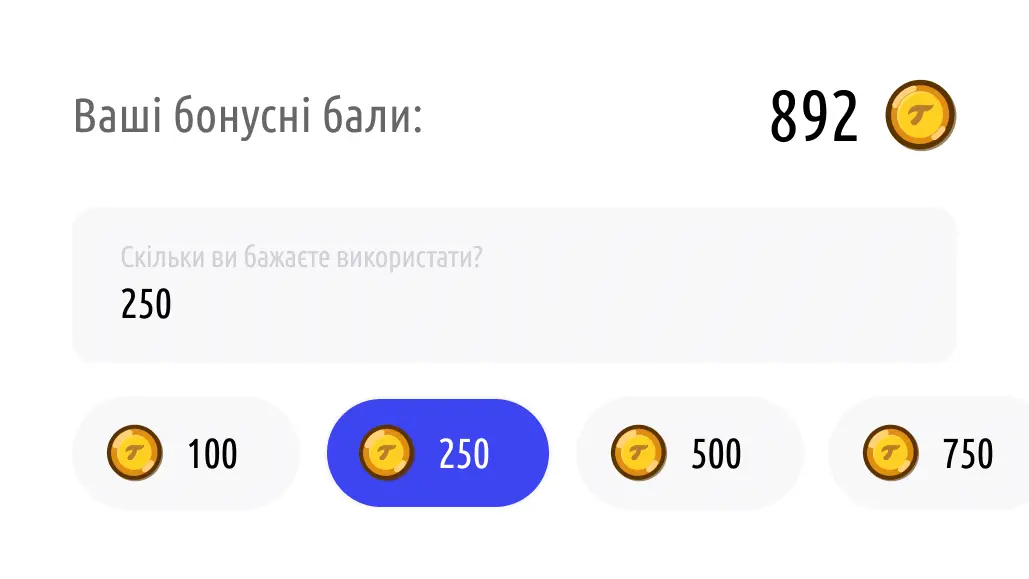 Ваші бонусні бали: 892
Скільки ви бажаєте використати?
250
100 250 500 750